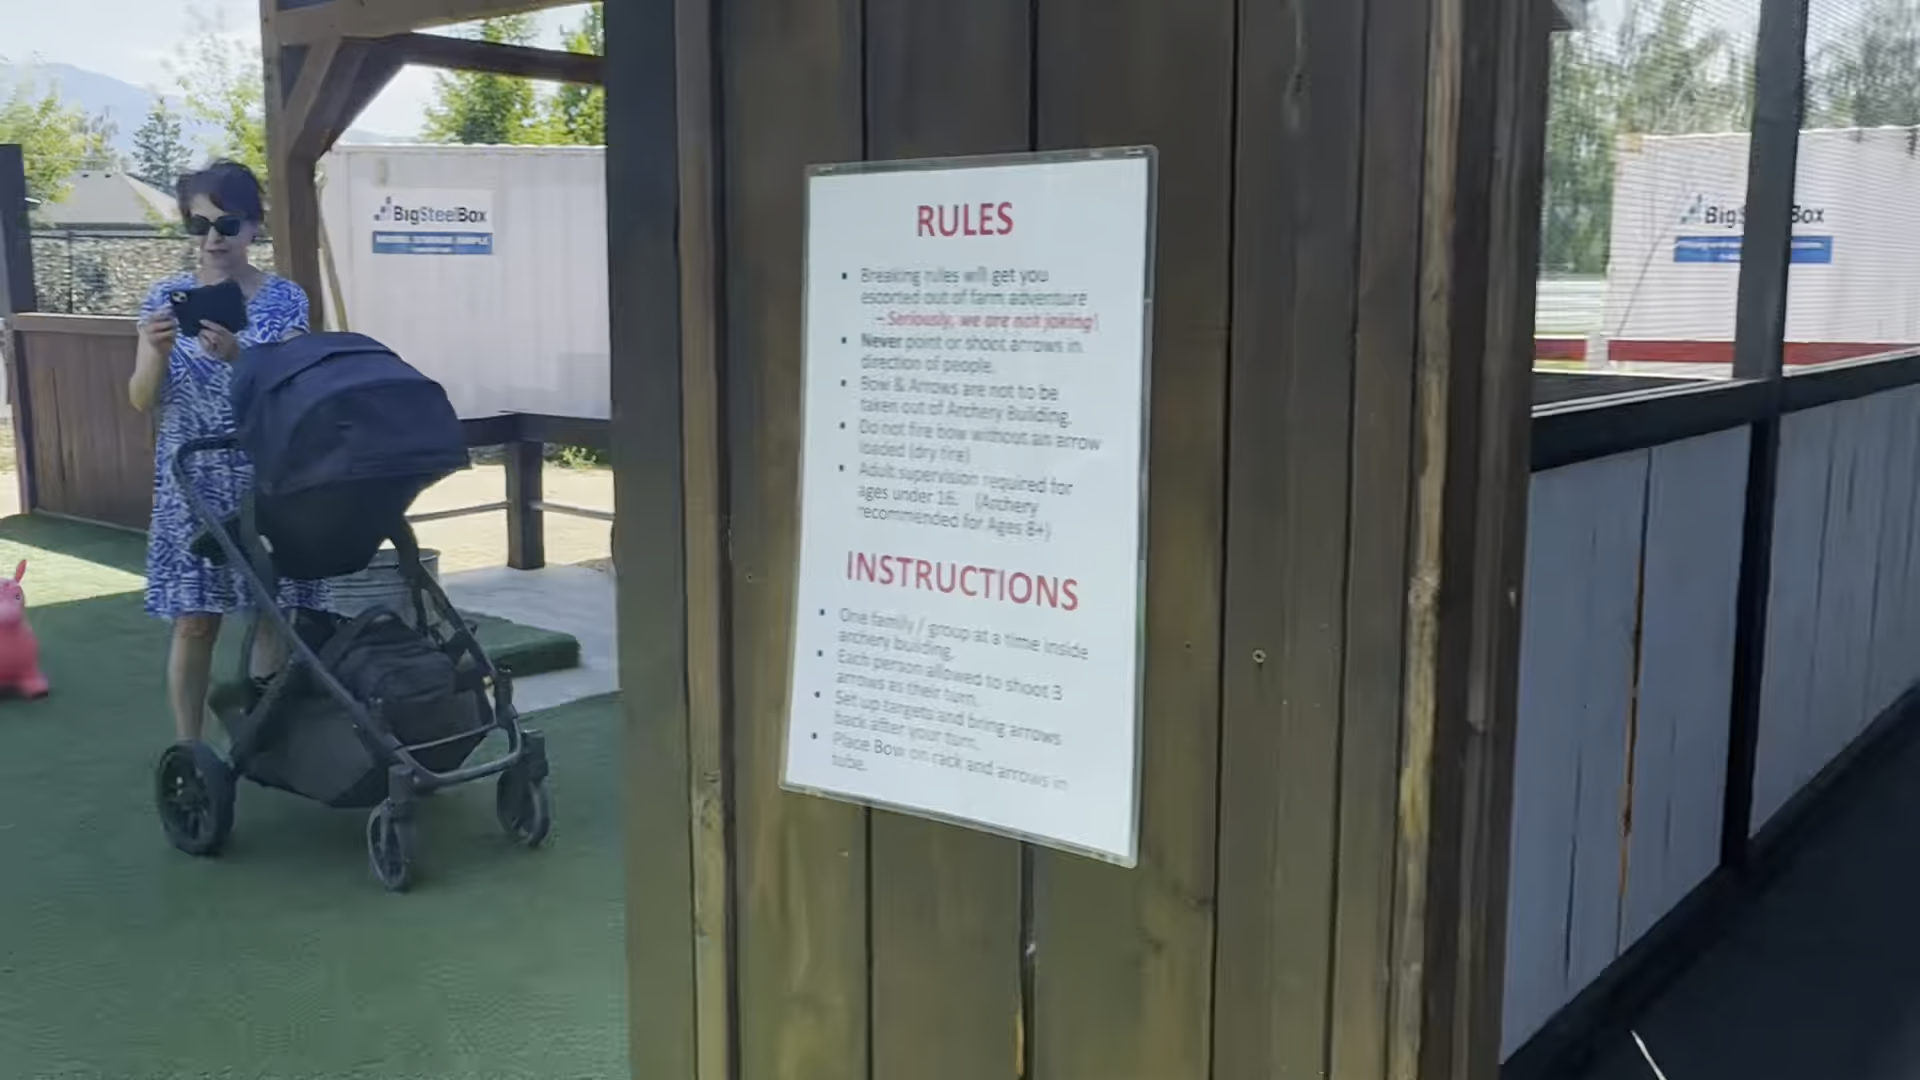 BigSteelBox
RULES
• Breaking rules will get you
escorted out of farm adventure
– Seriously, we are not joking!
• Never point or shoot arrows in
direction of people.
• Bow & Arrows are not to be
taken out of Archery Building.
• Do not fire bow without an arrow
loaded (dry fire)
• Adult supervision required for
ages under 16. (Archery
recommended for Ages 8+)
INSTRUCTIONS
• One family / group at a time inside
archery building.
• Each person allowed to shoot 3
arrows as their turn.
• Set up targets and bring arrows
back after your turn.
• Place Bow on rack and arrows in
tube.
BigS Box